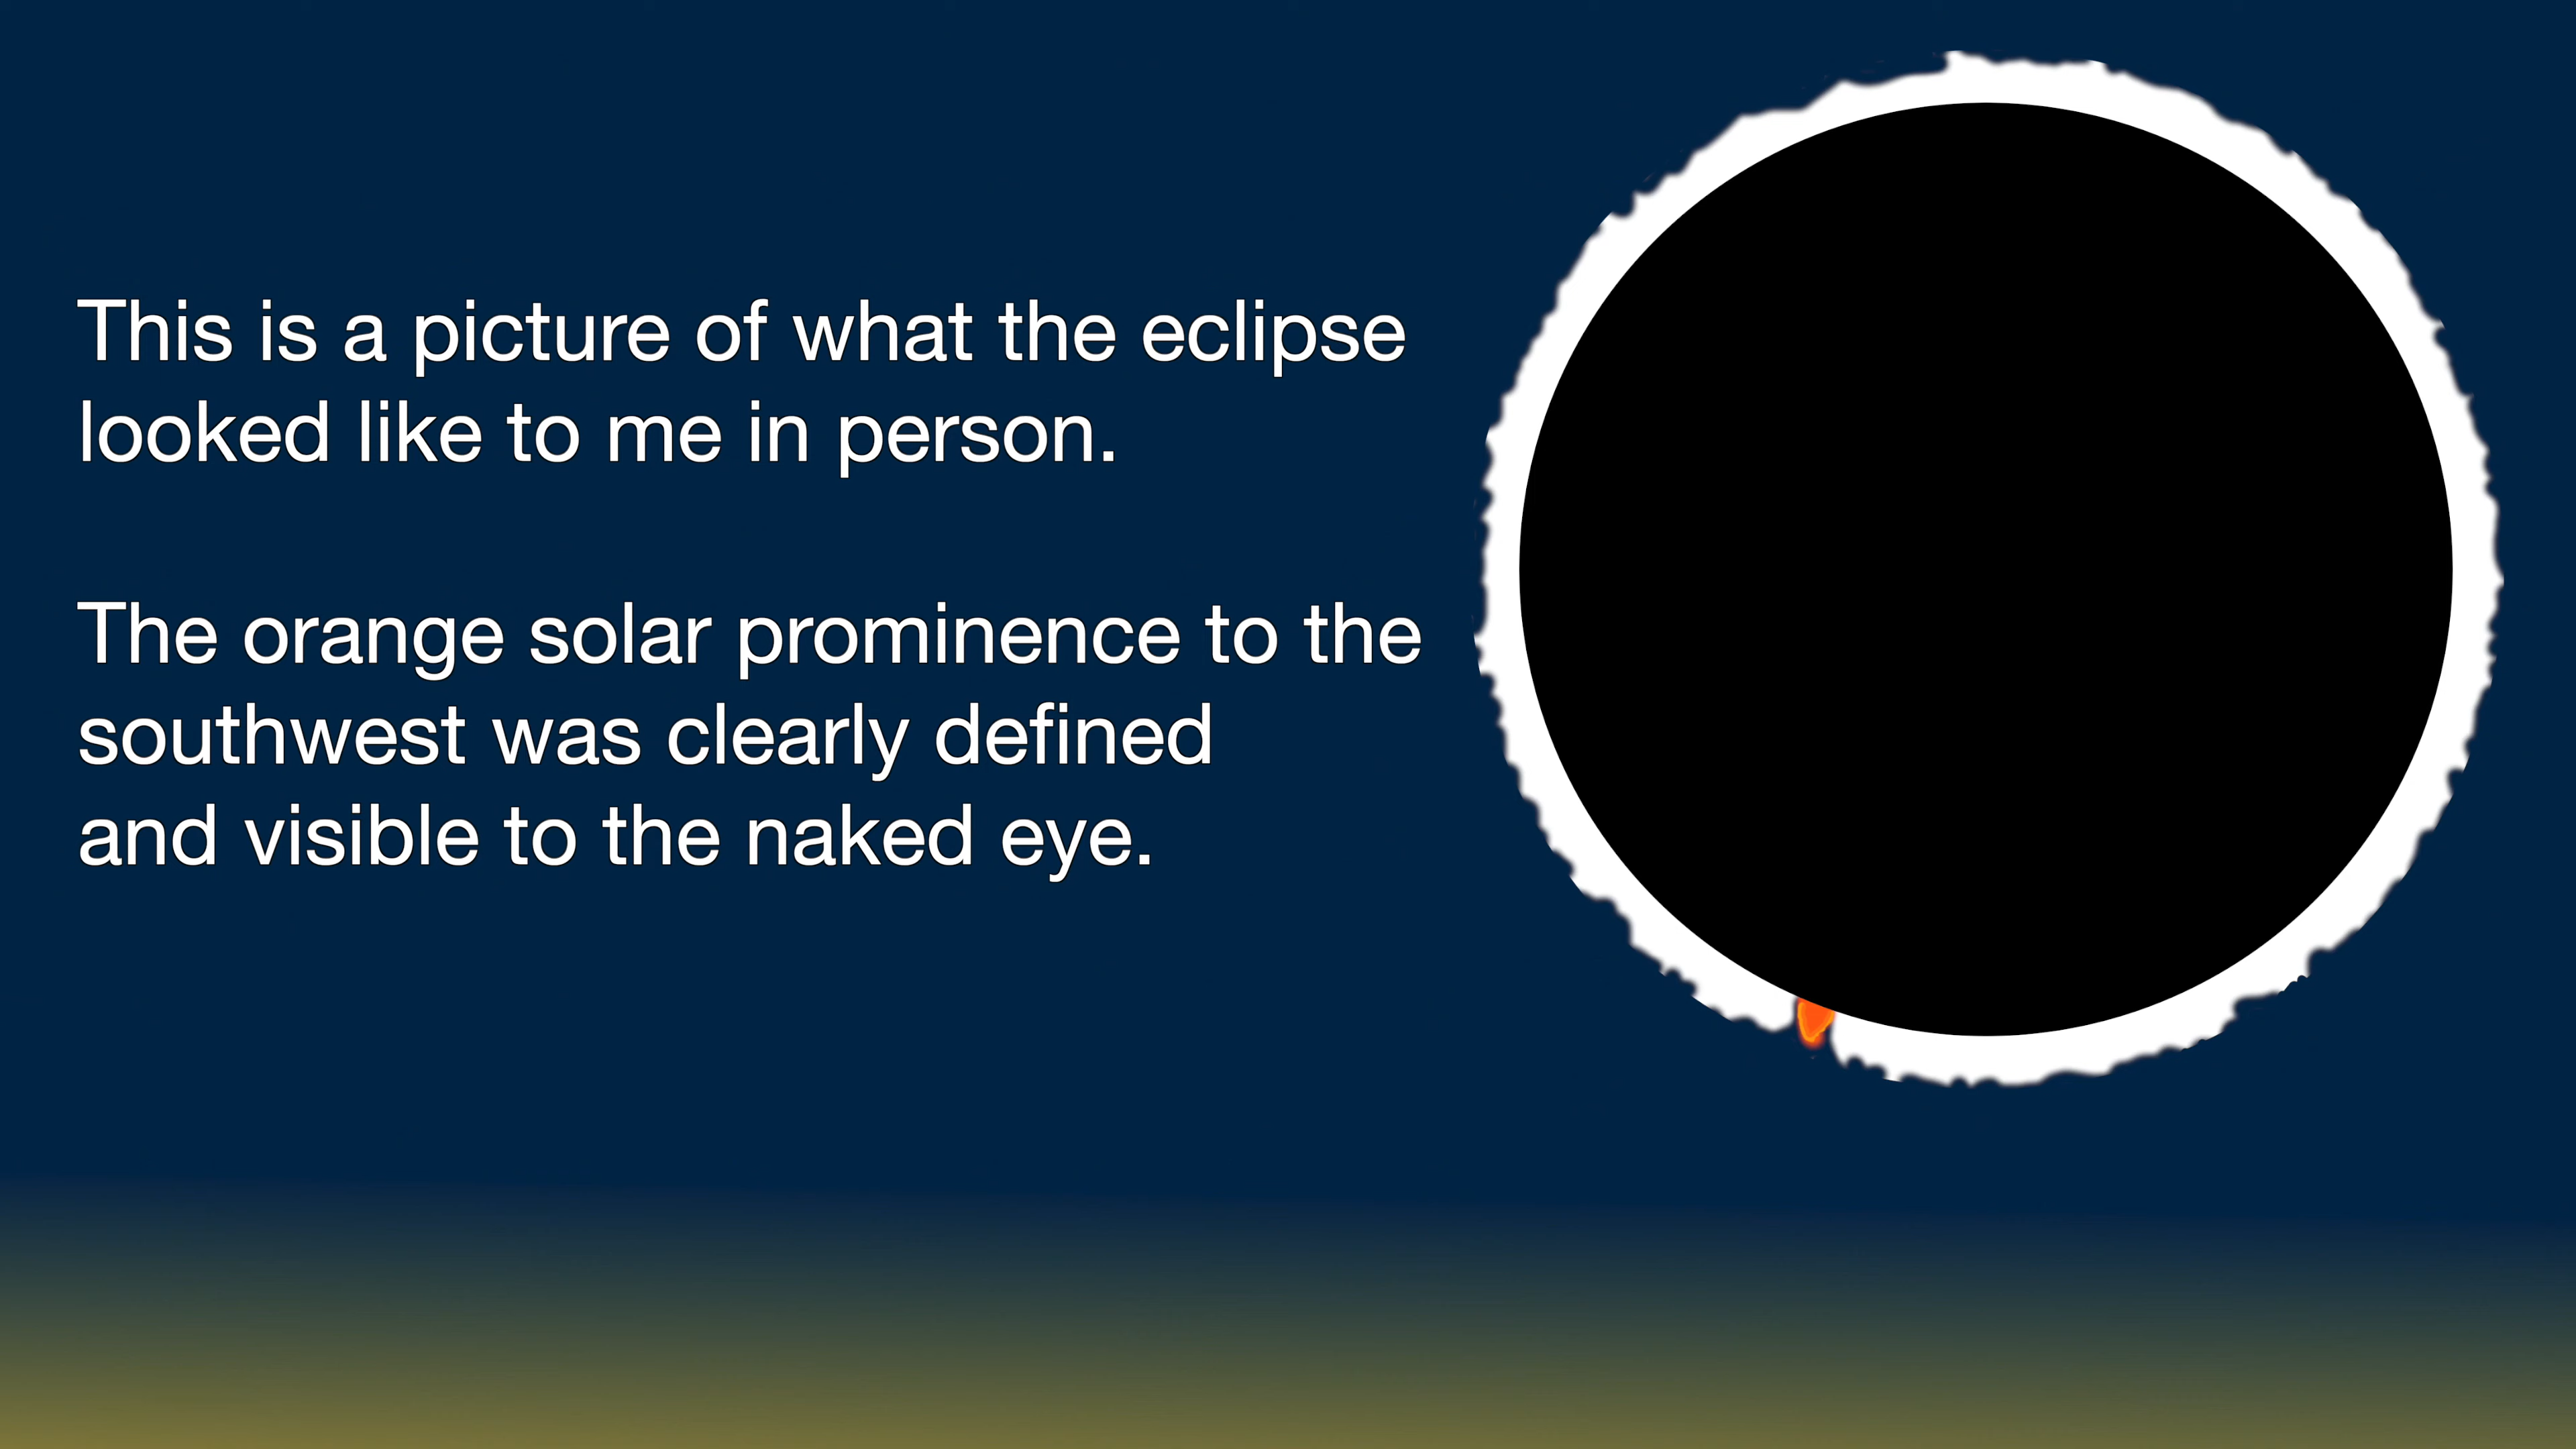 This is a picture of what the eclipse
looked like to me in person.
The orange solar prominence to the
southwest was clearly defined
and visible to the naked eye.